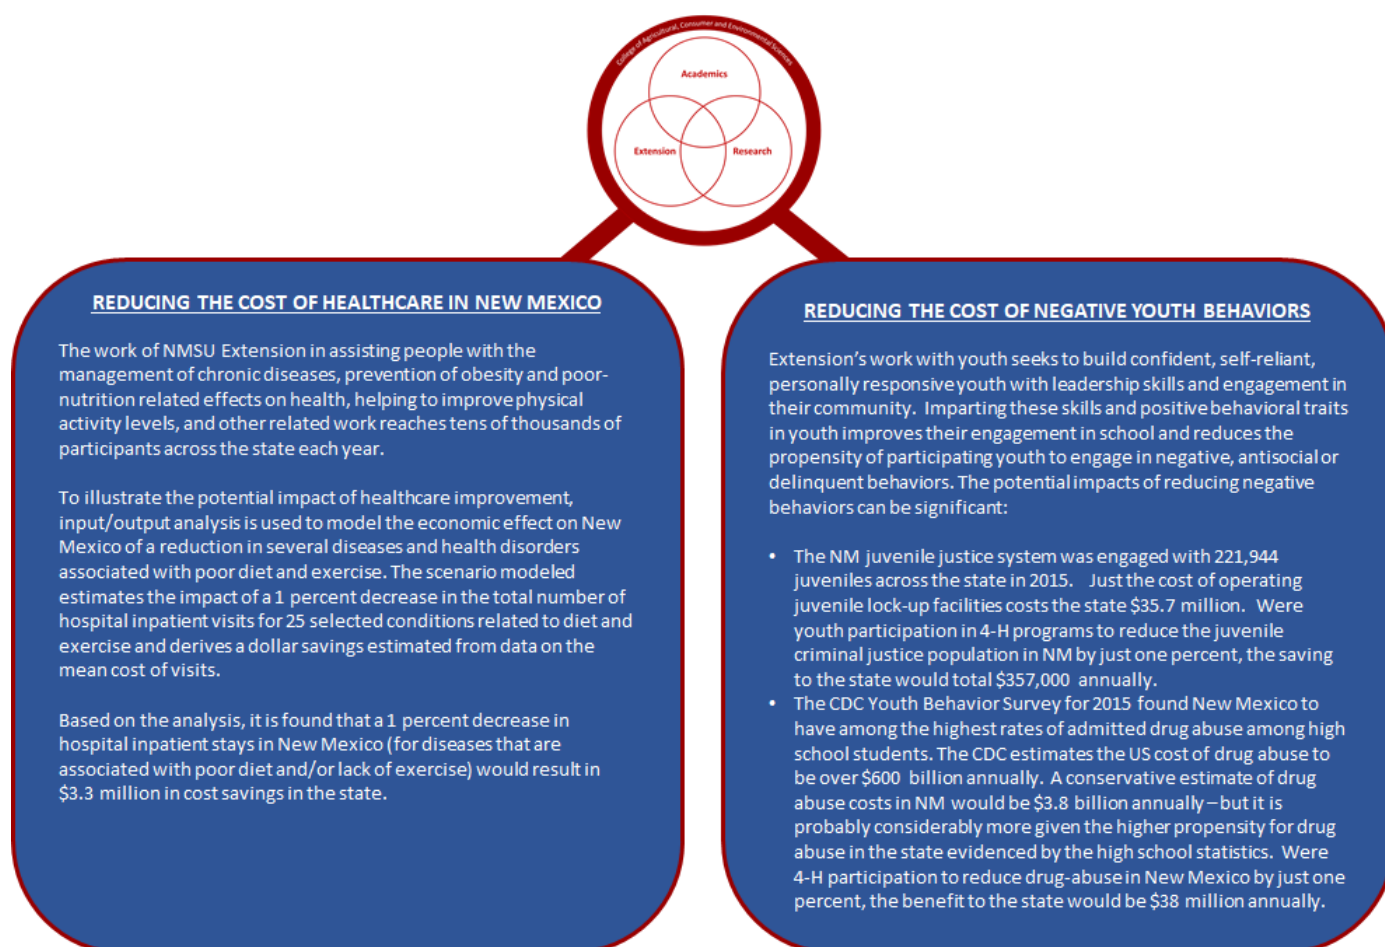 College of Agricultural, Consumer and Environmental Sciences
Academics
Extension
Research
REDUCING THE COST OF HEALTHCARE IN NEW MEXICO
The work of NMSU Extension in assisting people with the
management of chronic diseases, prevention of obesity and poor-
nutrition related effects on health, helping to improve physical
activity levels, and other related work reaches tens of thousands of
participants across the state each year.
To illustrate the potential impact of healthcare improvement,
input/output analysis is used to model the economic effect on New
Mexico of a reduction in several diseases and health disorders
associated with poor diet and exercise. The scenario modeled
estimates the impact of a 1 percent decrease in the total number of
hospital inpatient visits for 25 selected conditions related to diet and
exercise and derives a dollar savings estimated from data on the
mean cost of visits.
Based on the analysis, it is found that a 1 percent decrease in
hospital inpatient stays in New Mexico (for diseases that are
associated with poor diet and/or lack of exercise) would result in
$3.3 million in cost savings in the state.
REDUCING THE COST OF NEGATIVE YOUTH BEHAVIORS
Extension's work with youth seeks to build confident, self-reliant,
personally responsive youth with leadership skills and engagement in
their community. Imparting these skills and positive behavioral traits
in youth improves their engagement in school and reduces the
propensity of participating youth to engage in negative, antisocial or
delinquent behaviors. The potential impacts of reducing negative
behaviors can be significant:
• The NM juvenile justice system was engaged with 221,944
juveniles across the state in 2015. Just the cost of operating
juvenile lock-up facilities costs the state $35.7 million. Were
youth participation in 4-H programs to reduce the juvenile
criminal justice population in NM by just one percent, the saving
to the state would total $357,000 annually.
• The CDC Youth Behavior Survey for 2015 found New Mexico to
have among the highest rates of admitted drug abuse among high
school students. The CDC estimates the US cost of drug abuse to
be over $600 billion annually. A conservative estimate of drug
abuse costs in NM would be $3.8 billion annually – but it is
probably considerably more given the higher propensity for drug
abuse in the state evidenced by the high school statistics. Were
4-H participation to reduce drug-abuse in New Mexico by just one
percent, the benefit to the state would be $38 million annually.